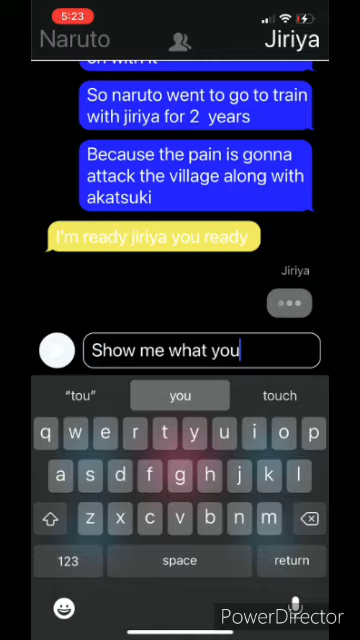 5:23
Naruto
Jiriya
on with it
So naruto went to go to train
with jiriya for 2 years
Because the pain is gonna
attack the village along with
akatsuki
I'm ready jiriya you ready
Jiriya
Show me what you
“tou” you touch
q w e r t y u i o p
a s d f g h j k l
z x c v b n m
123 space return
PowerDirector